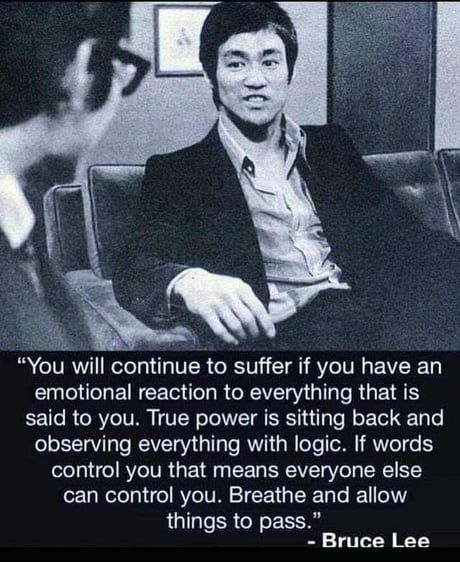 “You will continue to suffer if you have an
emotional reaction to everything that is
said to you. True power is sitting back and
observing everything with logic. If words
control you that means everyone else
can control you. Breathe and allow
things to pass.”
- Bruce Lee